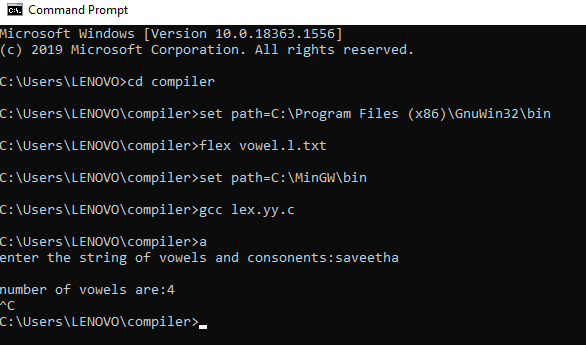 C:\. Command Prompt
Microsoft Windows [Version 10.0.18363.1556]
(c) 2019 Microsoft Corporation. All rights reserved.
C:\Users\LENOVO>cd compiler
C:\Users\LENOVO\compiler>set path=C:\Program Files (x86)\GnuWin32\bin
C:\Users\LENOVO\compiler>flex vowel.l.txt
C:\Users\LENOVO\compiler>set path=C:\MinGW\bin
C:\Users\LENOVO\compiler>gcc lex.yy.c
C:\Users\LENOVO\compiler>a
enter the string of vowels and consonents:saveetha
number of vowels are:4
^C
C:\Users\LENOVO\compiler>